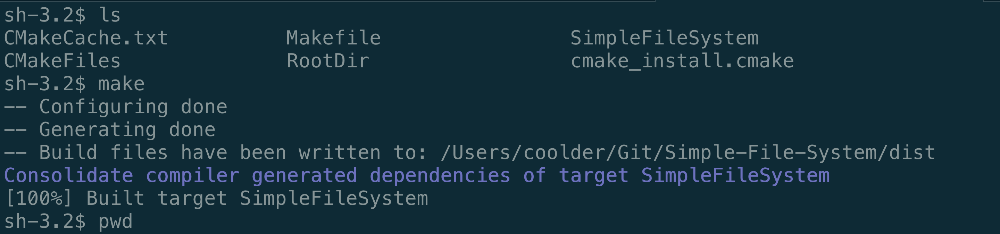 sh-3.2$ ls
CMakeCache.txt Makefile SimpleFileSystem
CMakeFiles RootDir cmake_install.cmake
sh-3.2$ make
-- Configuring done
-- Generating done
-- Build files have been written to: /Users/coolder/Git/Simple-File-System/dist
Consolidate compiler generated dependencies of target SimpleFileSystem
[100%] Built target SimpleFileSystem
sh-3.2$ pwd